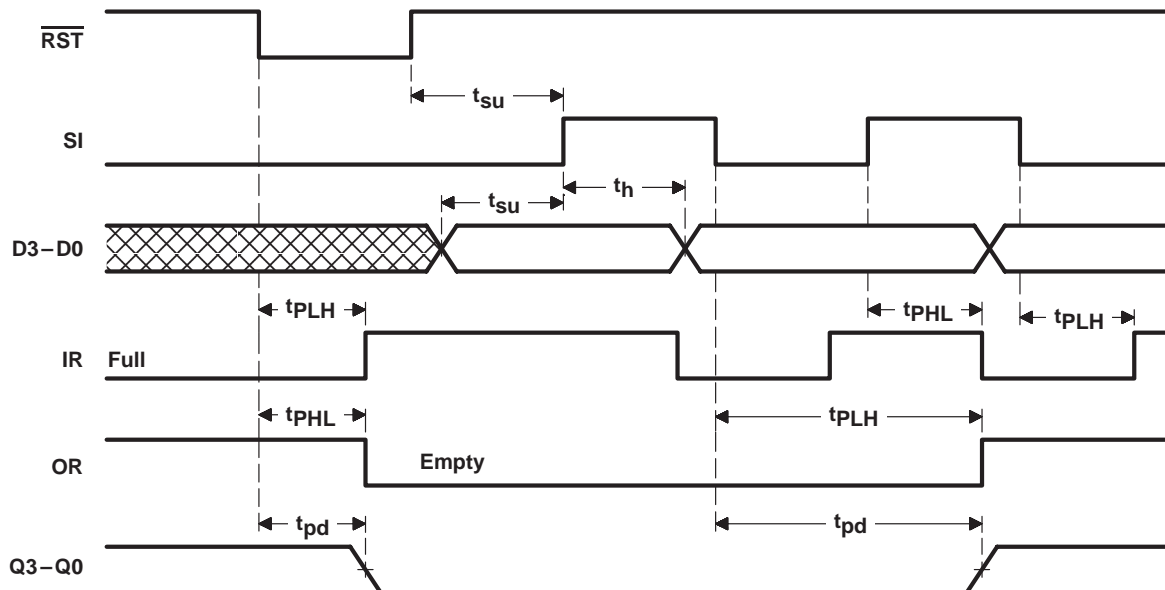 RST
tsu
SI
tsu
th
D3–D0
tPLH
tPHL
tPLH
IR
Full
tPHL
tPLH
OR
Empty
tpd
tpd
Q3–Q0